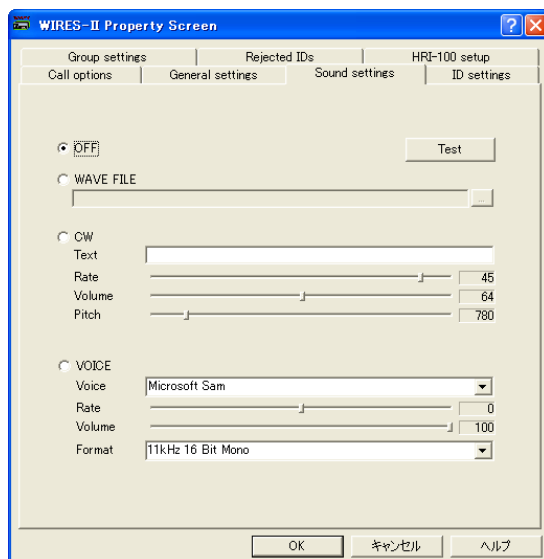 WIRES-II Property Screen
Group settings Rejected IDs HRI-100 setup
Call options General settings Sound settings ID settings
OFF Test
WAVE FILE
...
CW
Text
Rate 45
Volume 64
Pitch 780
VOICE
Voice Microsoft Sam
Rate 0
Volume 100
Format 11kHz 16 Bit Mono
OK キャンセル ヘルプ